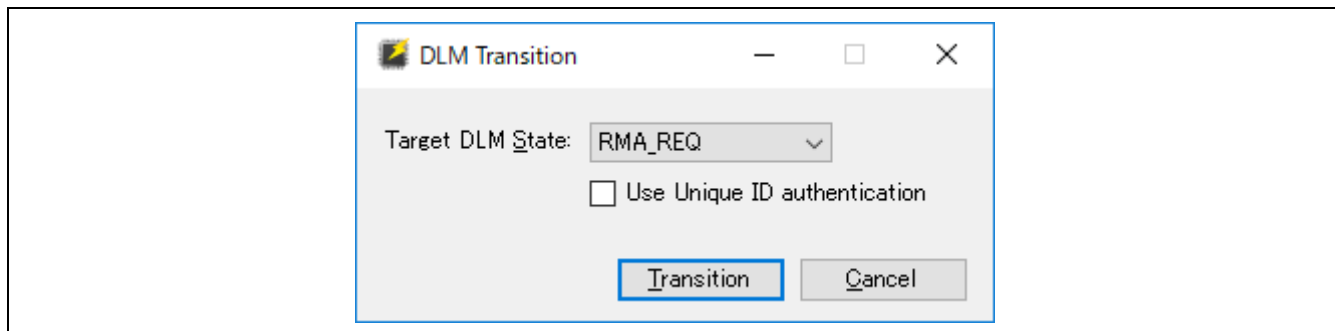 DLM Transition
Target DLM State: RMA_REQ
Use Unique ID authentication
Transition Cancel